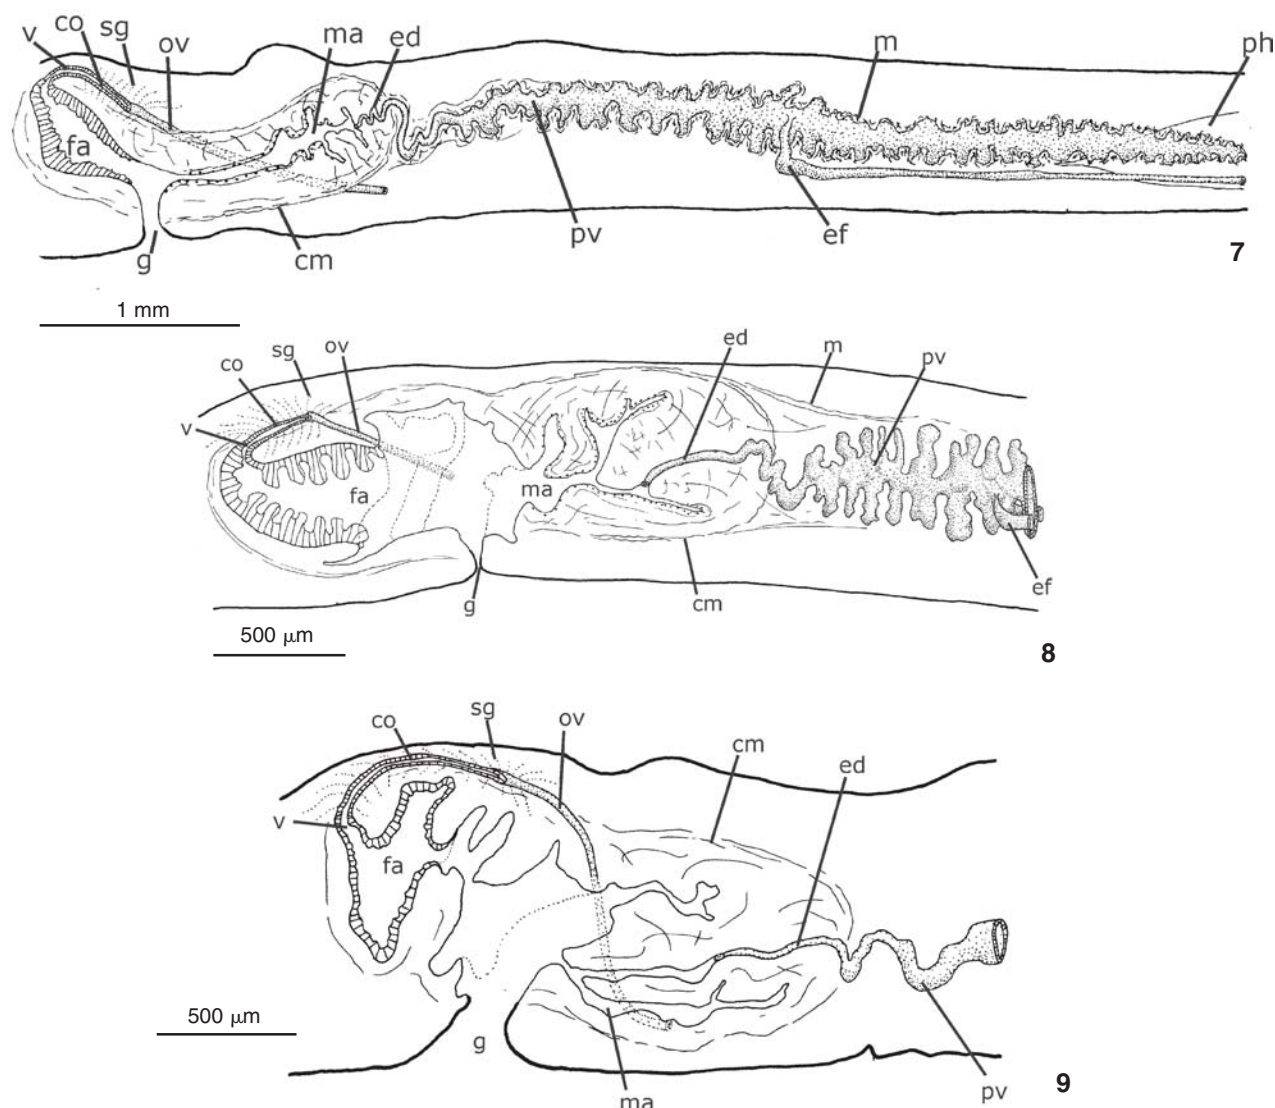 v co sg ov ma ed m ph
fa
g cm pv ef 7
1 mm
co sg ov ed m pv
v fa ma
g cm ef
500 µm 8
co sg ov cm ed
v fa
500 µm g ma pv 9